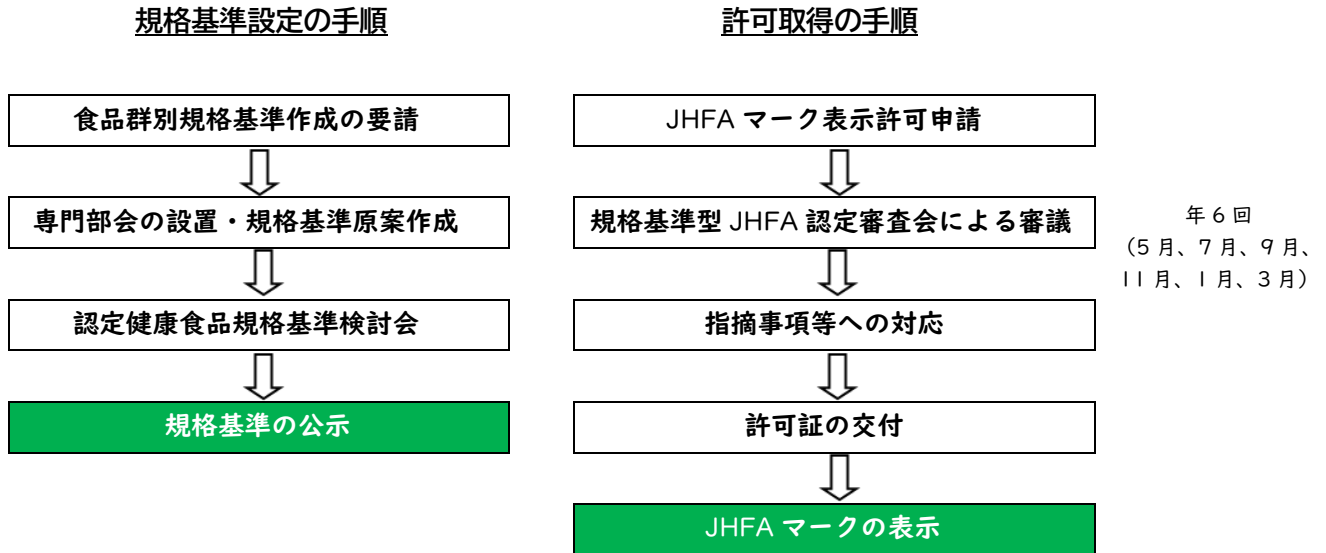 規格基準設定の手順
食品群別規格基準作成の要請
専門部会の設置・規格基準原案作成
認定健康食品規格基準検討会
規格基準の公示
許可取得の手順
JHFA マーク表示許可申請
規格基準型 JHFA 認定審査会による審議
年6回
(5月、7月、9月、
11月、1月、3月)
指摘事項等への対応
許可証の交付
JHFA マークの表示